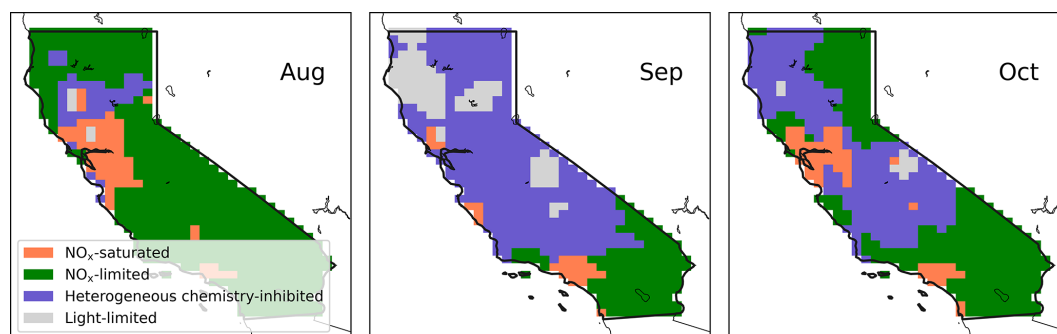 Aug
Sep
Oct
NOₓ-saturated
NOₓ-limited
Heterogeneous chemistry-inhibited
Light-limited